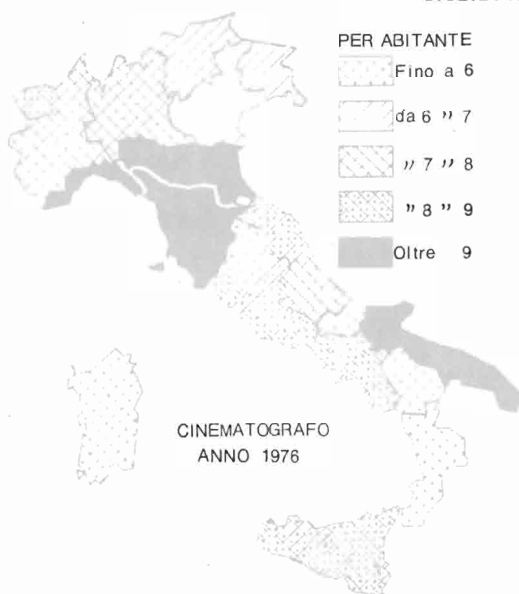 PER ABITANTE
Fino a 6
da 6 " 7
" 7 " 8
" 8 " 9
Oltre 9
CINEMATOGRAFO
ANNO 1976